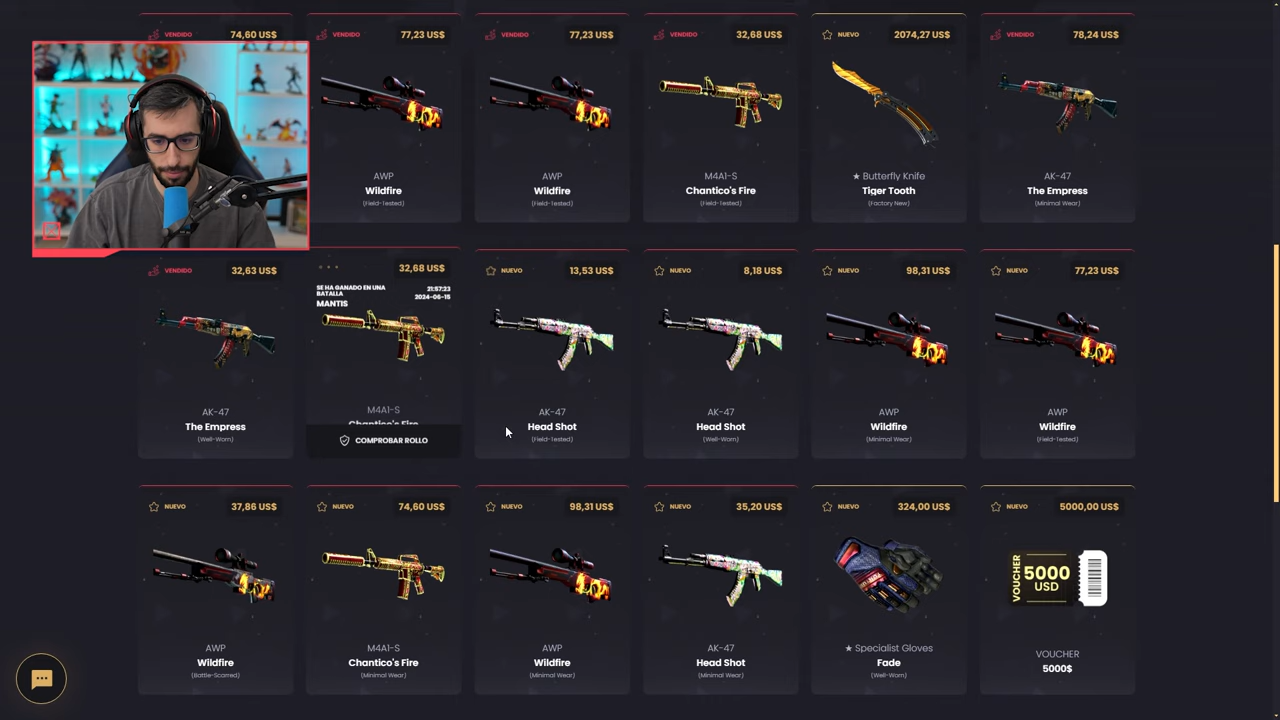 VENDIDO 74,60 US$
VENDIDO 77,23 US$
AWP
Wildfire
(Field-Tested)
VENDIDO 77,23 US$
AWP
Wildfire
(Field-Tested)
VENDIDO 32,68 US$
M4A1-S
Chantico's Fire
(Field-Tested)
NUEVO 2074,27 US$
★ Butterfly Knife
Tiger Tooth
(Factory New)
VENDIDO 78,24 US$
AK-47
The Empress
(Minimal Wear)
VENDIDO 32,63 US$
AK-47
The Empress
(Well-Worn)
32,68 US$
SE HA GANADO EN UNA
BATALLA
MANTIS
21:57:23
2024-06-15
M4A1-S
Chantico's Fire
COMPROBAR ROLLO
NUEVO 13,53 US$
AK-47
Head Shot
(Field-Tested)
NUEVO 8,18 US$
AK-47
Head Shot
(Well-Worn)
NUEVO 98,31 US$
AWP
Wildfire
(Minimal Wear)
NUEVO 77,23 US$
AWP
Wildfire
(Field-Tested)
NUEVO 37,86 US$
AWP
Wildfire
(Battle-Scarred)
NUEVO 74,60 US$
M4A1-S
Chantico's Fire
(Minimal Wear)
NUEVO 98,31 US$
AWP
Wildfire
(Minimal Wear)
NUEVO 35,20 US$
AK-47
Head Shot
(Minimal Wear)
NUEVO 324,00 US$
★ Specialist Gloves
Fade
(Well-Worn)
NUEVO 5000,00 US$
VOUCHER
5000
USD
VOUCHER
5000$